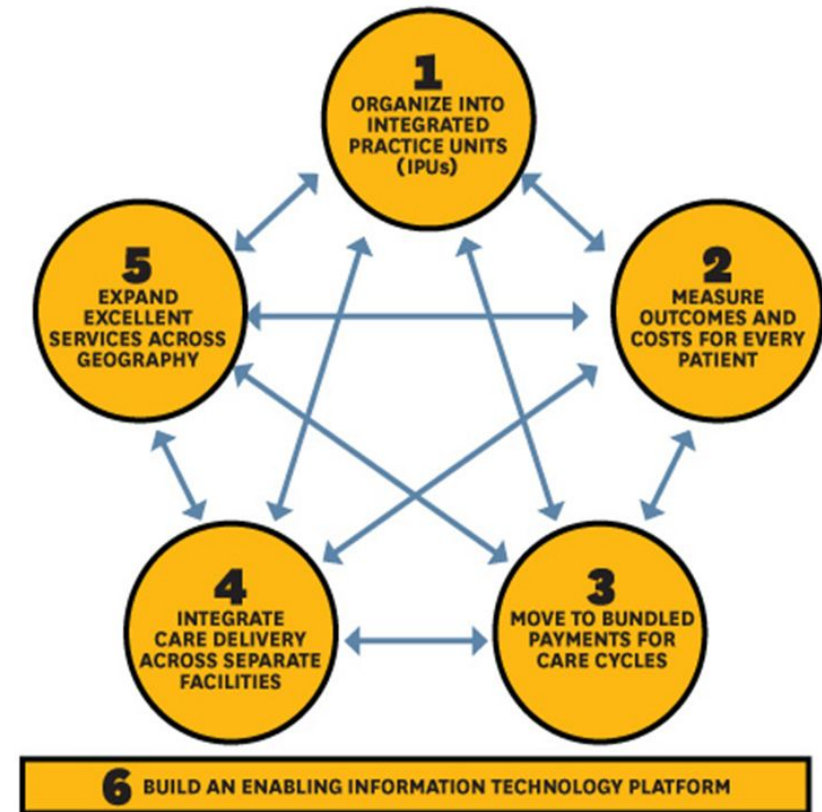 1
ORGANIZE INTO
INTEGRATED
PRACTICE UNITS
(IPUs)
2
MEASURE
OUTCOMES AND
COSTS FOR EVERY
PATIENT
3
MOVE TO BUNDLED
PAYMENTS FOR
CARE CYCLES
4
INTEGRATE
CARE DELIVERY
ACROSS SEPARATE
FACILITIES
5
EXPAND
EXCELLENT
SERVICES ACROSS
GEOGRAPHY
6 BUILD AN ENABLING INFORMATION TECHNOLOGY PLATFORM